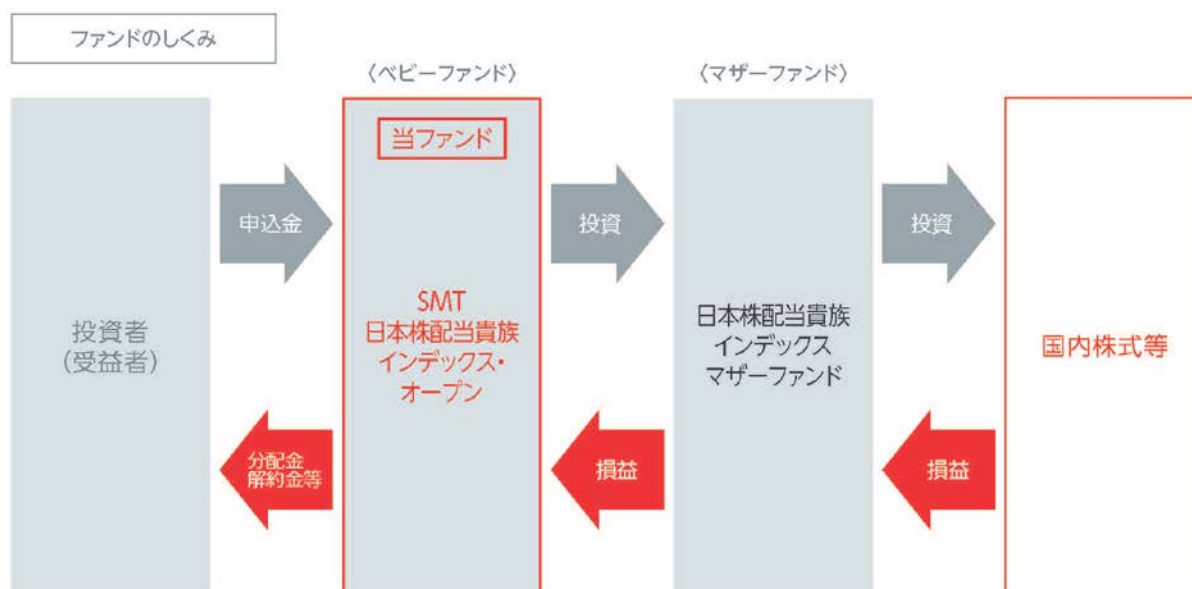 ファンドのしくみ
〈ベビーファンド〉
〈マザーファンド〉
当ファンド
申込金
投資
投資
投資者
(受益者)
SMT
日本株配当貴族
インデックス・
オープン
日本株配当貴族
インデックス
マザーファンド
国内株式等
分配金
解約金等
損益
損益